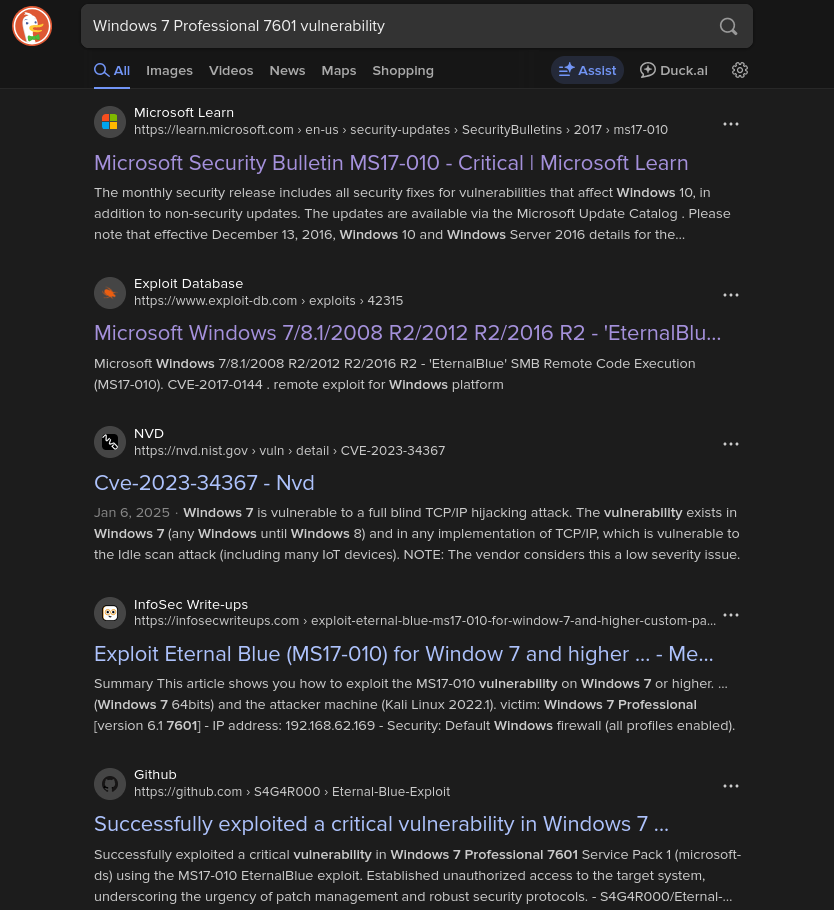 Windows 7 Professional 7601 vulnerability
All Images Videos News Maps Shopping Assist Duck.ai
Microsoft Learn
https://learn.microsoft.com › en-us › security-updates › SecurityBulletins › 2017 › ms17-010
Microsoft Security Bulletin MS17-010 - Critical | Microsoft Learn
The monthly security release includes all security fixes for vulnerabilities that affect Windows 10, in
addition to non-security updates. The updates are available via the Microsoft Update Catalog . Please
note that effective December 13, 2016, Windows 10 and Windows Server 2016 details for the...
Exploit Database
https://www.exploit-db.com › exploits › 42315
Microsoft Windows 7/8.1/2008 R2/2012 R2/2016 R2 - 'EternalBlu...
Microsoft Windows 7/8.1/2008 R2/2012 R2/2016 R2 - 'EternalBlue' SMB Remote Code Execution
(MS17-010). CVE-2017-0144 . remote exploit for Windows platform
NVD
https://nvd.nist.gov › vuln › detail › CVE-2023-34367
Cve-2023-34367 - Nvd
Jan 6, 2025 · Windows 7 is vulnerable to a full blind TCP/IP hijacking attack. The vulnerability exists in
Windows 7 (any Windows until Windows 8) and in any implementation of TCP/IP, which is vulnerable to
the Idle scan attack (including many IoT devices). NOTE: The vendor considers this a low severity issue.
InfoSec Write-ups
https://infosecwriteups.com › exploit-eternal-blue-ms17-010-for-window-7-and-higher-custom-pa...
Exploit Eternal Blue (MS17-010) for Window 7 and higher ... - Me...
Summary This article shows you how to exploit the MS17-010 vulnerability on Windows 7 or higher. ...
(Windows 7 64bits) and the attacker machine (Kali Linux 2022.1). victim: Windows 7 Professional
[version 6.1 7601] - IP address: 192.168.62.169 - Security: Default Windows firewall (all profiles enabled).
Github
https://github.com › S4G4R000 › Eternal-Blue-Exploit
Successfully exploited a critical vulnerability in Windows 7 ...
Successfully exploited a critical vulnerability in Windows 7 Professional 7601 Service Pack 1 (microsoft-
ds) using the MS17-010 EternalBlue exploit. Established unauthorized access to the target system,
underscoring the urgency of patch management and robust security protocols. - S4G4R000/Eternal-...